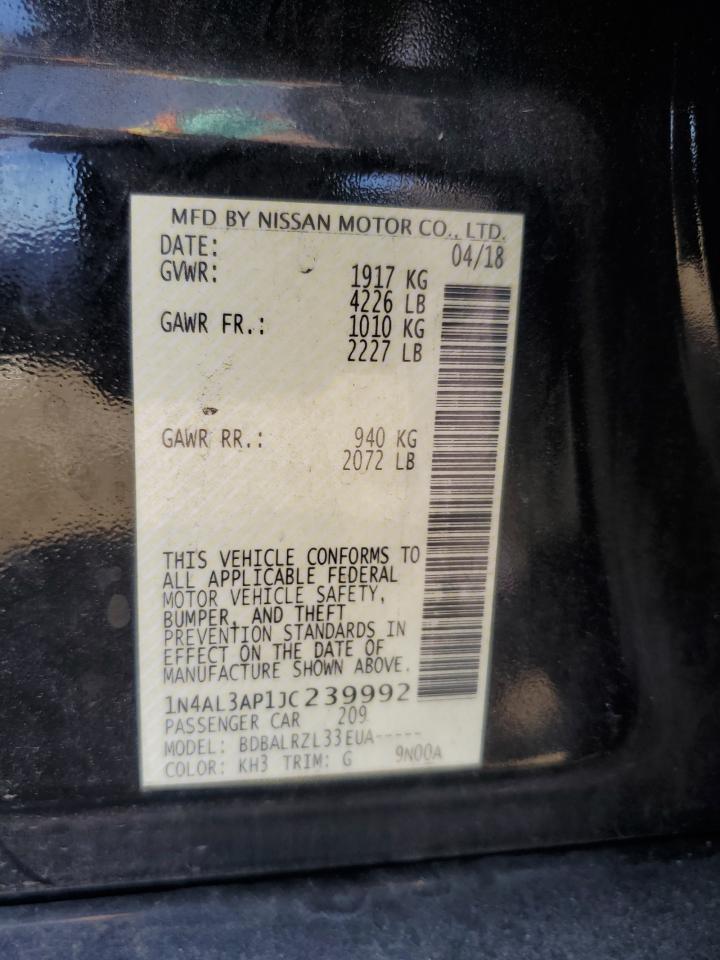 MFD BY NISSAN MOTOR CO., LTD.
DATE: 04/18
GVWR: 1917 KG
4226 LB
GAWR FR.: 1010 KG
2227 LB
GAWR RR.: 940 KG
2072 LB
THIS VEHICLE CONFORMS TO
ALL APPLICABLE FEDERAL
MOTOR VEHICLE SAFETY,
BUMPER, AND THEFT
PREVENTION STANDARDS IN
EFFECT ON THE DATE OF
MANUFACTURE SHOWN ABOVE.
1N4AL3AP1JC239992
PASSENGER CAR 209
MODEL: BDBALRZL33EUA-----
COLOR: KH3 TRIM: G 9N00A